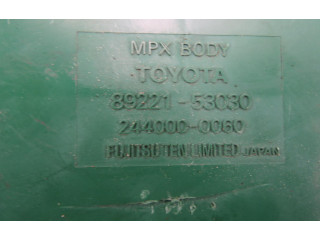 MPX BODY
TOYOTA
89221-53030
244000-0060
FUJITSU TEN LIMITED JAPAN